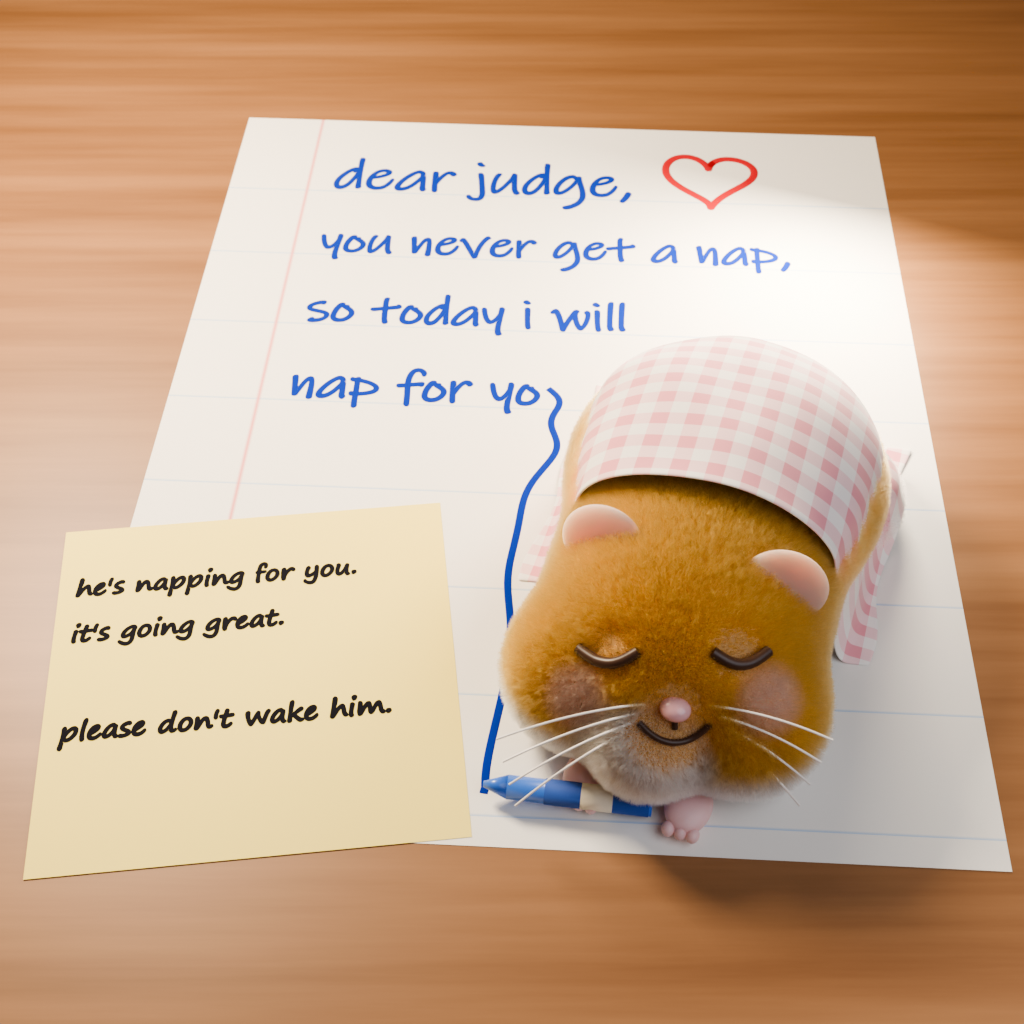 dear judge,
you never get a nap,
so today i will
nap for yo
he's napping for you.
it's going great.
please don't wake him.